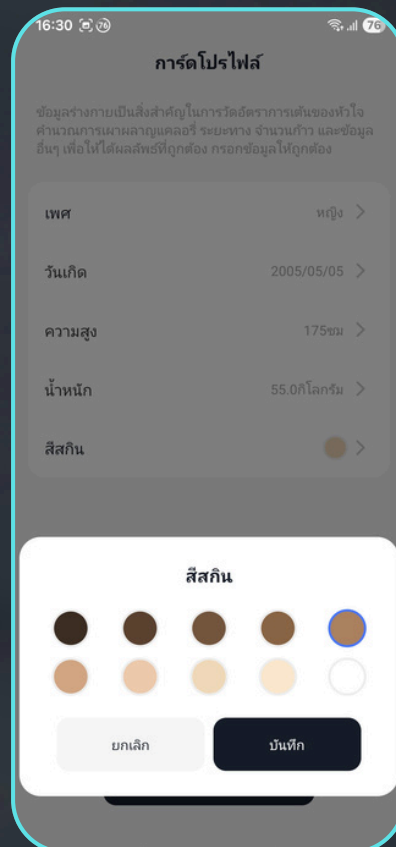 16:30 76
76
การ์ดโปรไฟล์
ข้อมูลร่างกายเป็นสิ่งสำคัญในการวัดอัตราการเต้นของหัวใจ
คำนวณการเผาผลาญแคลอรี่ ระยะทาง จำนวนก้าว และข้อมูล
อื่นๆ เพื่อให้ได้ผลลัพธ์ที่ถูกต้อง กรอกข้อมูลให้ถูกต้อง
เพศ หญิง
วันเกิด 2005/05/05
ความสูง 175ซม
น้ำหนัก 55.0กิโลกรัม
สีสกิน
สีสกิน
ยกเลิก บันทึก